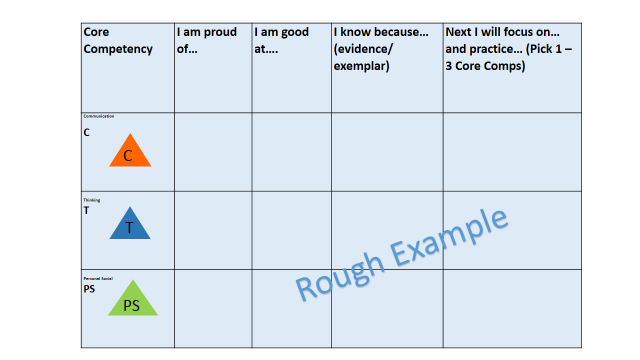 Core
Competency
I am proud
of...
I am good
at....
I know because...
(evidence/
exemplar)
Next I will focus on...
and practice... (Pick 1 –
3 Core Comps)
Communication
C
C
Thinking
T
T
Personal Social
PS
PS
Rough Example